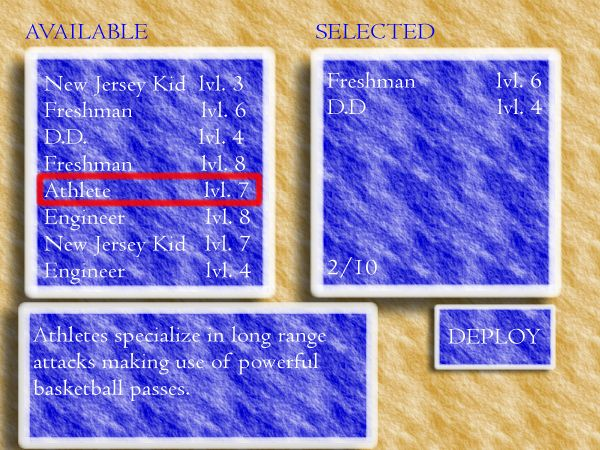 AVAILABLE
New Jersey Kid lvl. 3
Freshman lvl. 6
D.D. lvl. 4
Freshman lvl. 8
Athlete lvl. 7
Engineer lvl. 8
New Jersey Kid lvl. 7
Engineer lvl. 4
SELECTED
Freshman lvl. 6
D.D lvl. 4
2/10
Athletes specialize in long range
attacks making use of powerful
basketball passes.
DEPLOY